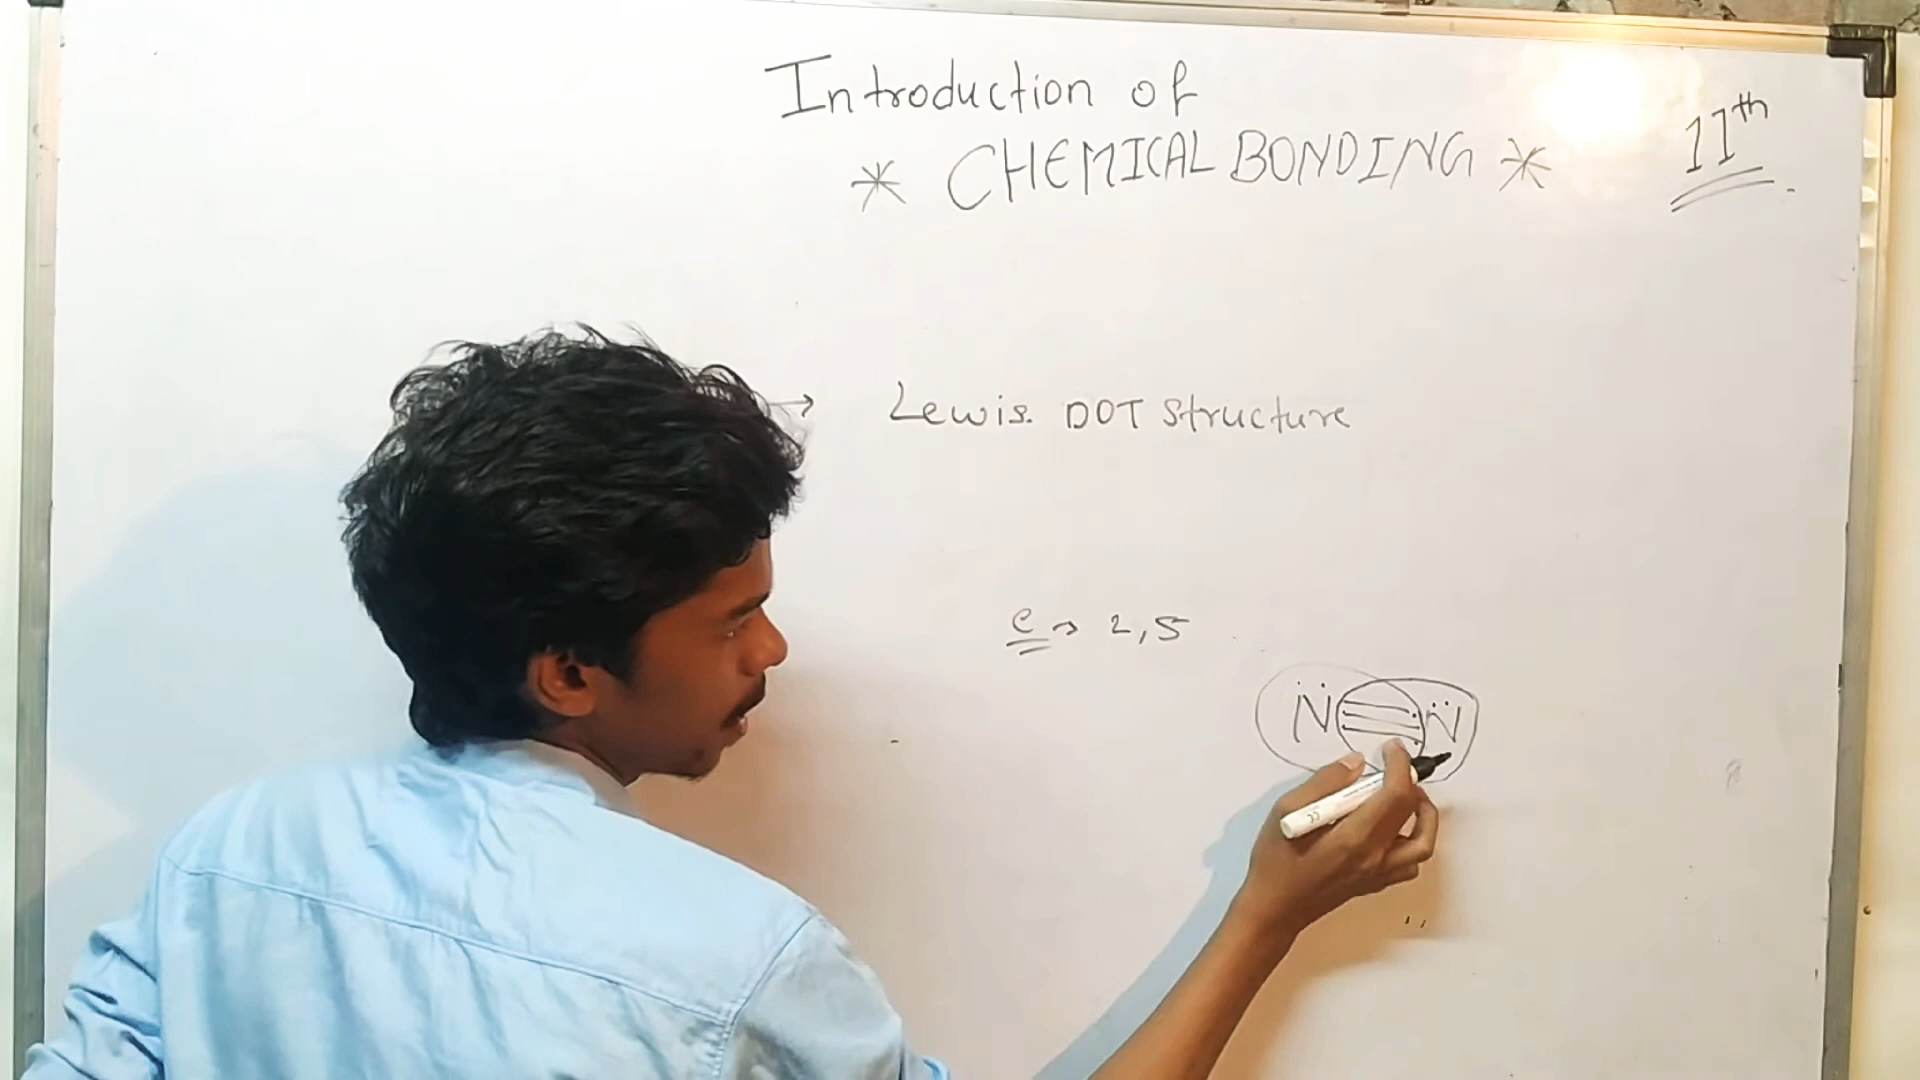 Introduction of
* CHEMICAL BONDING *
11th
→ Lewis. DOT Structure
e → 2,5
N N